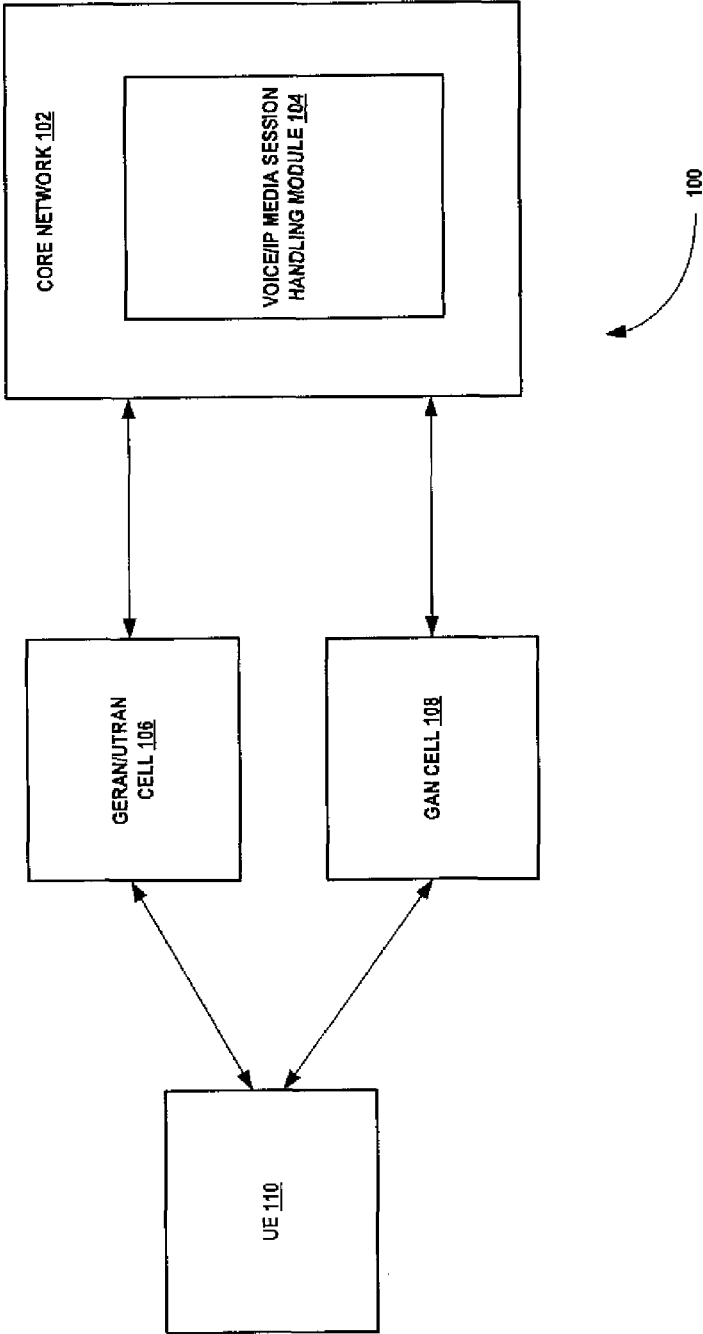 CORE NETWORK 102
VOICE/IP MEDIA SESSION
HANDLING MODULE 104
GERAN/UTRAN
CELL 106
GAN CELL 108
UE 110
100